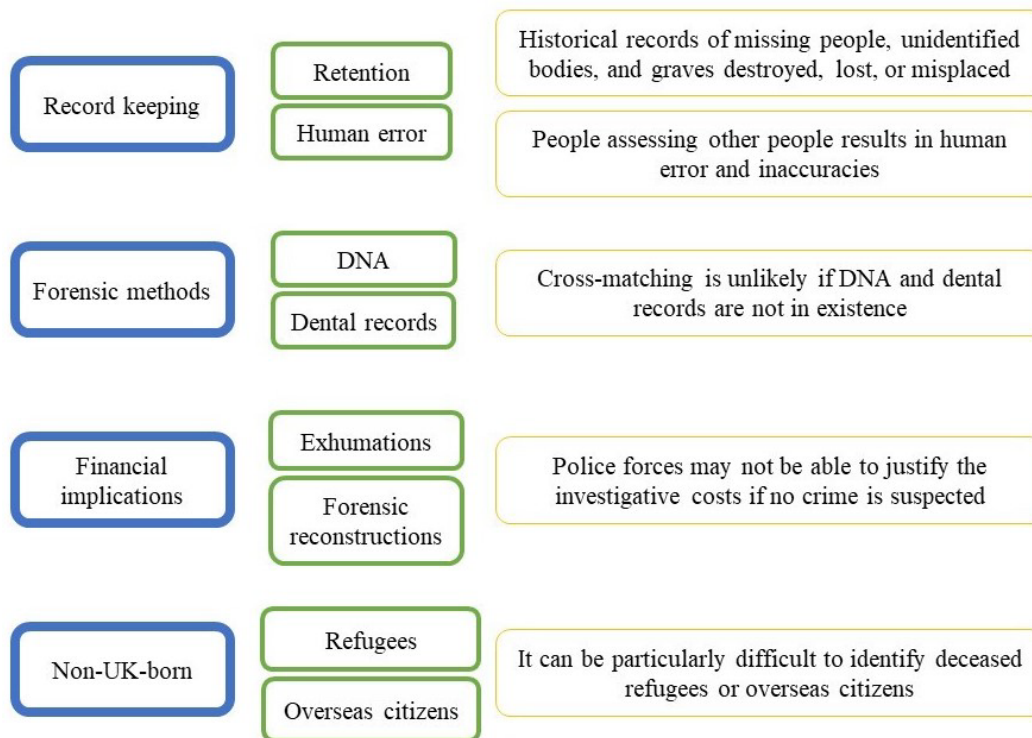 Record keeping
Retention
Human error
Historical records of missing people, unidentified
bodies, and graves destroyed, lost, or misplaced
People assessing other people results in human
error and inaccuracies
Forensic methods
DNA
Dental records
Cross-matching is unlikely if DNA and dental
records are not in existence
Financial
implications
Exhumations
Forensic
reconstructions
Police forces may not be able to justify the
investigative costs if no crime is suspected
Non-UK-born
Refugees
Overseas citizens
It can be particularly difficult to identify deceased
refugees or overseas citizens